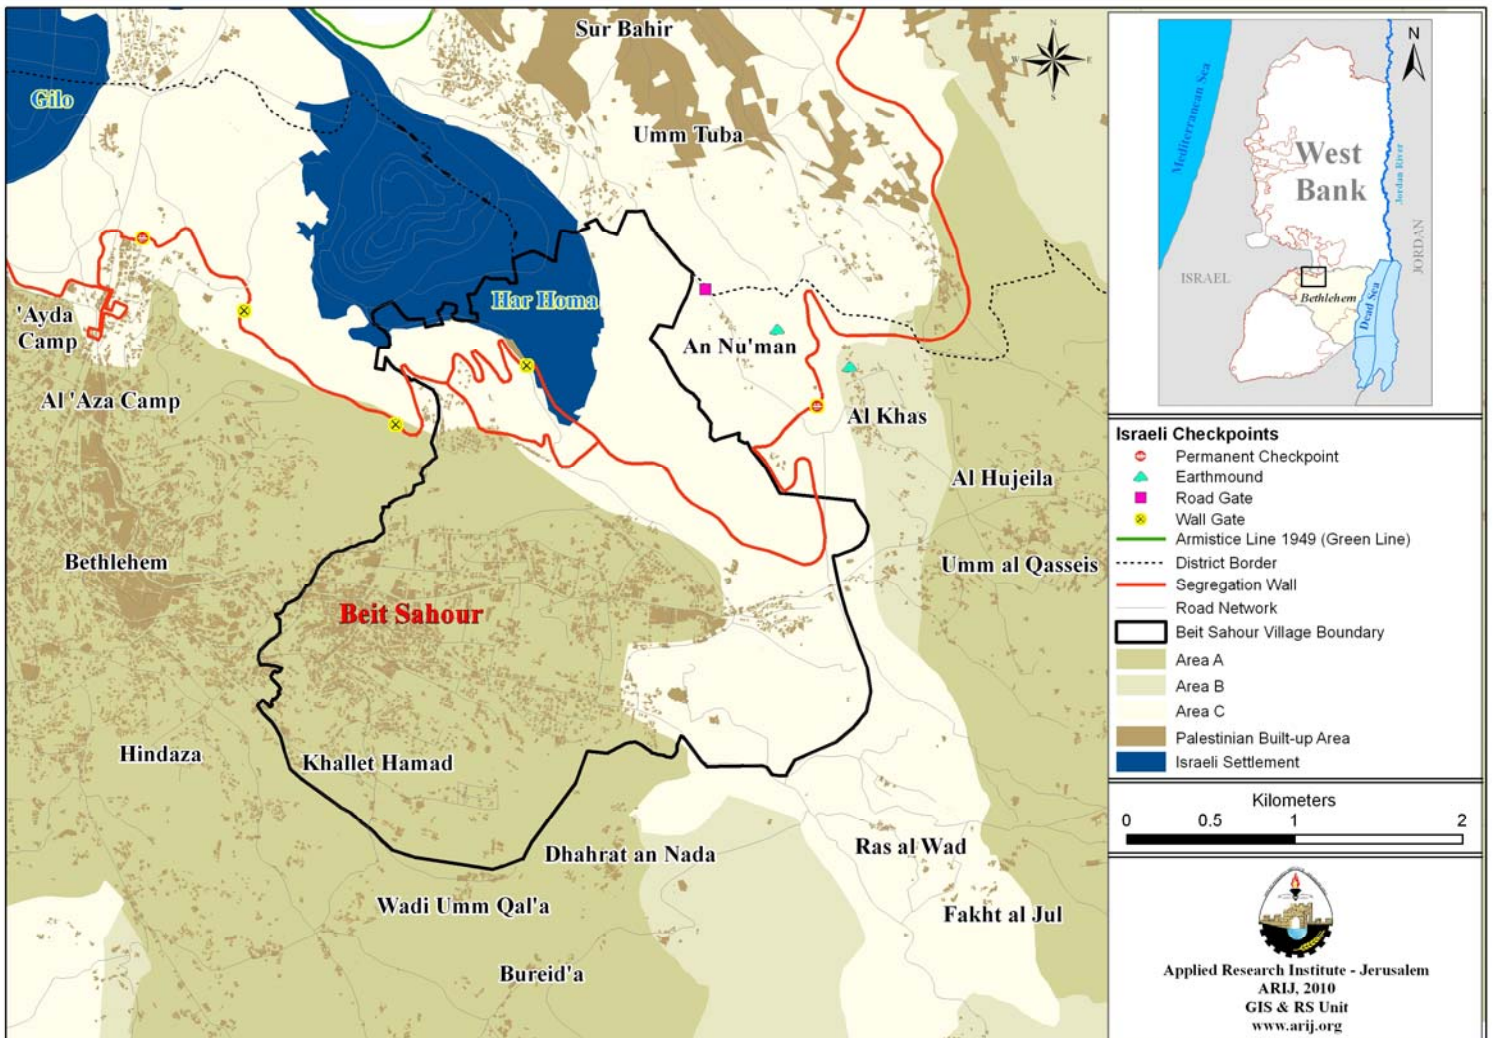 Sur Bahir
N
W
E
S
Gilo
Umm Tuba
Har Homa
'Ayda
Camp
An Nu'man
Al 'Aza Camp
Al Khas
Al Hujeila
Bethlehem
Umm al Qasseis
Beit Sahour
Hindaza
Khallet Hamad
Dhahrat an Nada
Ras al Wad
Wadi Umm Qal'a
Fakht al Jul
Bureid'a
N
Mediterranean Sea
West
Bank
Jordan River
JORDAN
ISRAEL
Bethlehem
Dead Sea
Israeli Checkpoints
Permanent Checkpoint
Earthmound
Road Gate
Wall Gate
Armistice Line 1949 (Green Line)
District Border
Segregation Wall
Road Network
Beit Sahour Village Boundary
Area A
Area B
Area C
Palestinian Built-up Area
Israeli Settlement
Kilometers
0 0.5 1 2
Applied Research Institute - Jerusalem
ARIJ, 2010
GIS & RS Unit
www.arij.org